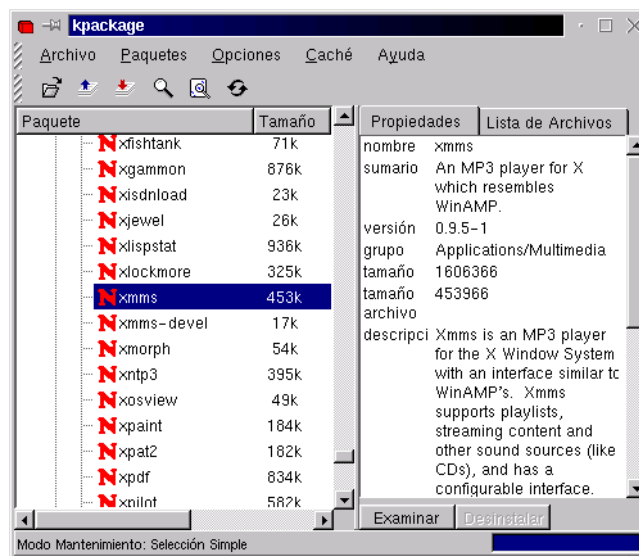 kpackage
Archivo Paquetes Opciones Caché Ayuda
Paquete Tamaño
xfishtank 71k
xgammon 876k
xisdnload 23k
xjewel 26k
xlispstat 936k
xlockmore 325k
xmms 453k
xmms-devel 17k
xmorph 54k
xntp3 395k
xosview 49k
xpaint 184k
xpat2 182k
xpdf 834k
xpilot 582k
Propiedades Lista de Archivos
nombre xmms
sumario An MP3 player for X
which resembles
WinAMP.
versión 0.9.5-1
grupo Applications/Multimedia
tamaño 1606366
tamaño 453966
archivo
descripci Xmms is an MP3 player
for the X Window System
with an interface similar tc
WinAMP's. Xmms
supports playlists,
streaming content and
other sound sources (like
CDs), and has a
configurable interface.
Examinar Desinstalar
Modo Mantenimiento: Selección Simple